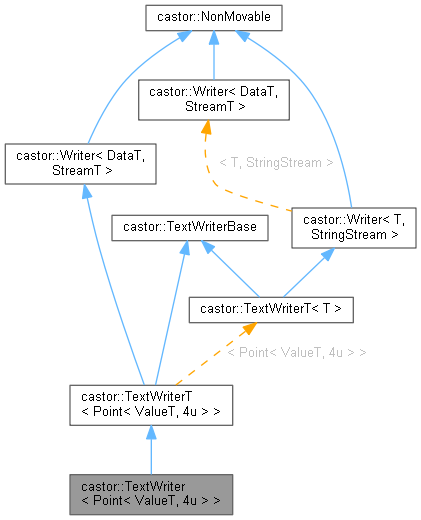 castor::NonMovable
castor::Writer< DataT,
StreamT >
castor::Writer< DataT,
StreamT >
< T, StringStream >
castor::Writer< T,
StringStream >
castor::TextWriterBase
castor::TextWriterT< T >
< Point< ValueT, 4u > >
castor::TextWriterT
< Point< ValueT, 4u > >
castor::TextWriter
< Point< ValueT, 4u > >